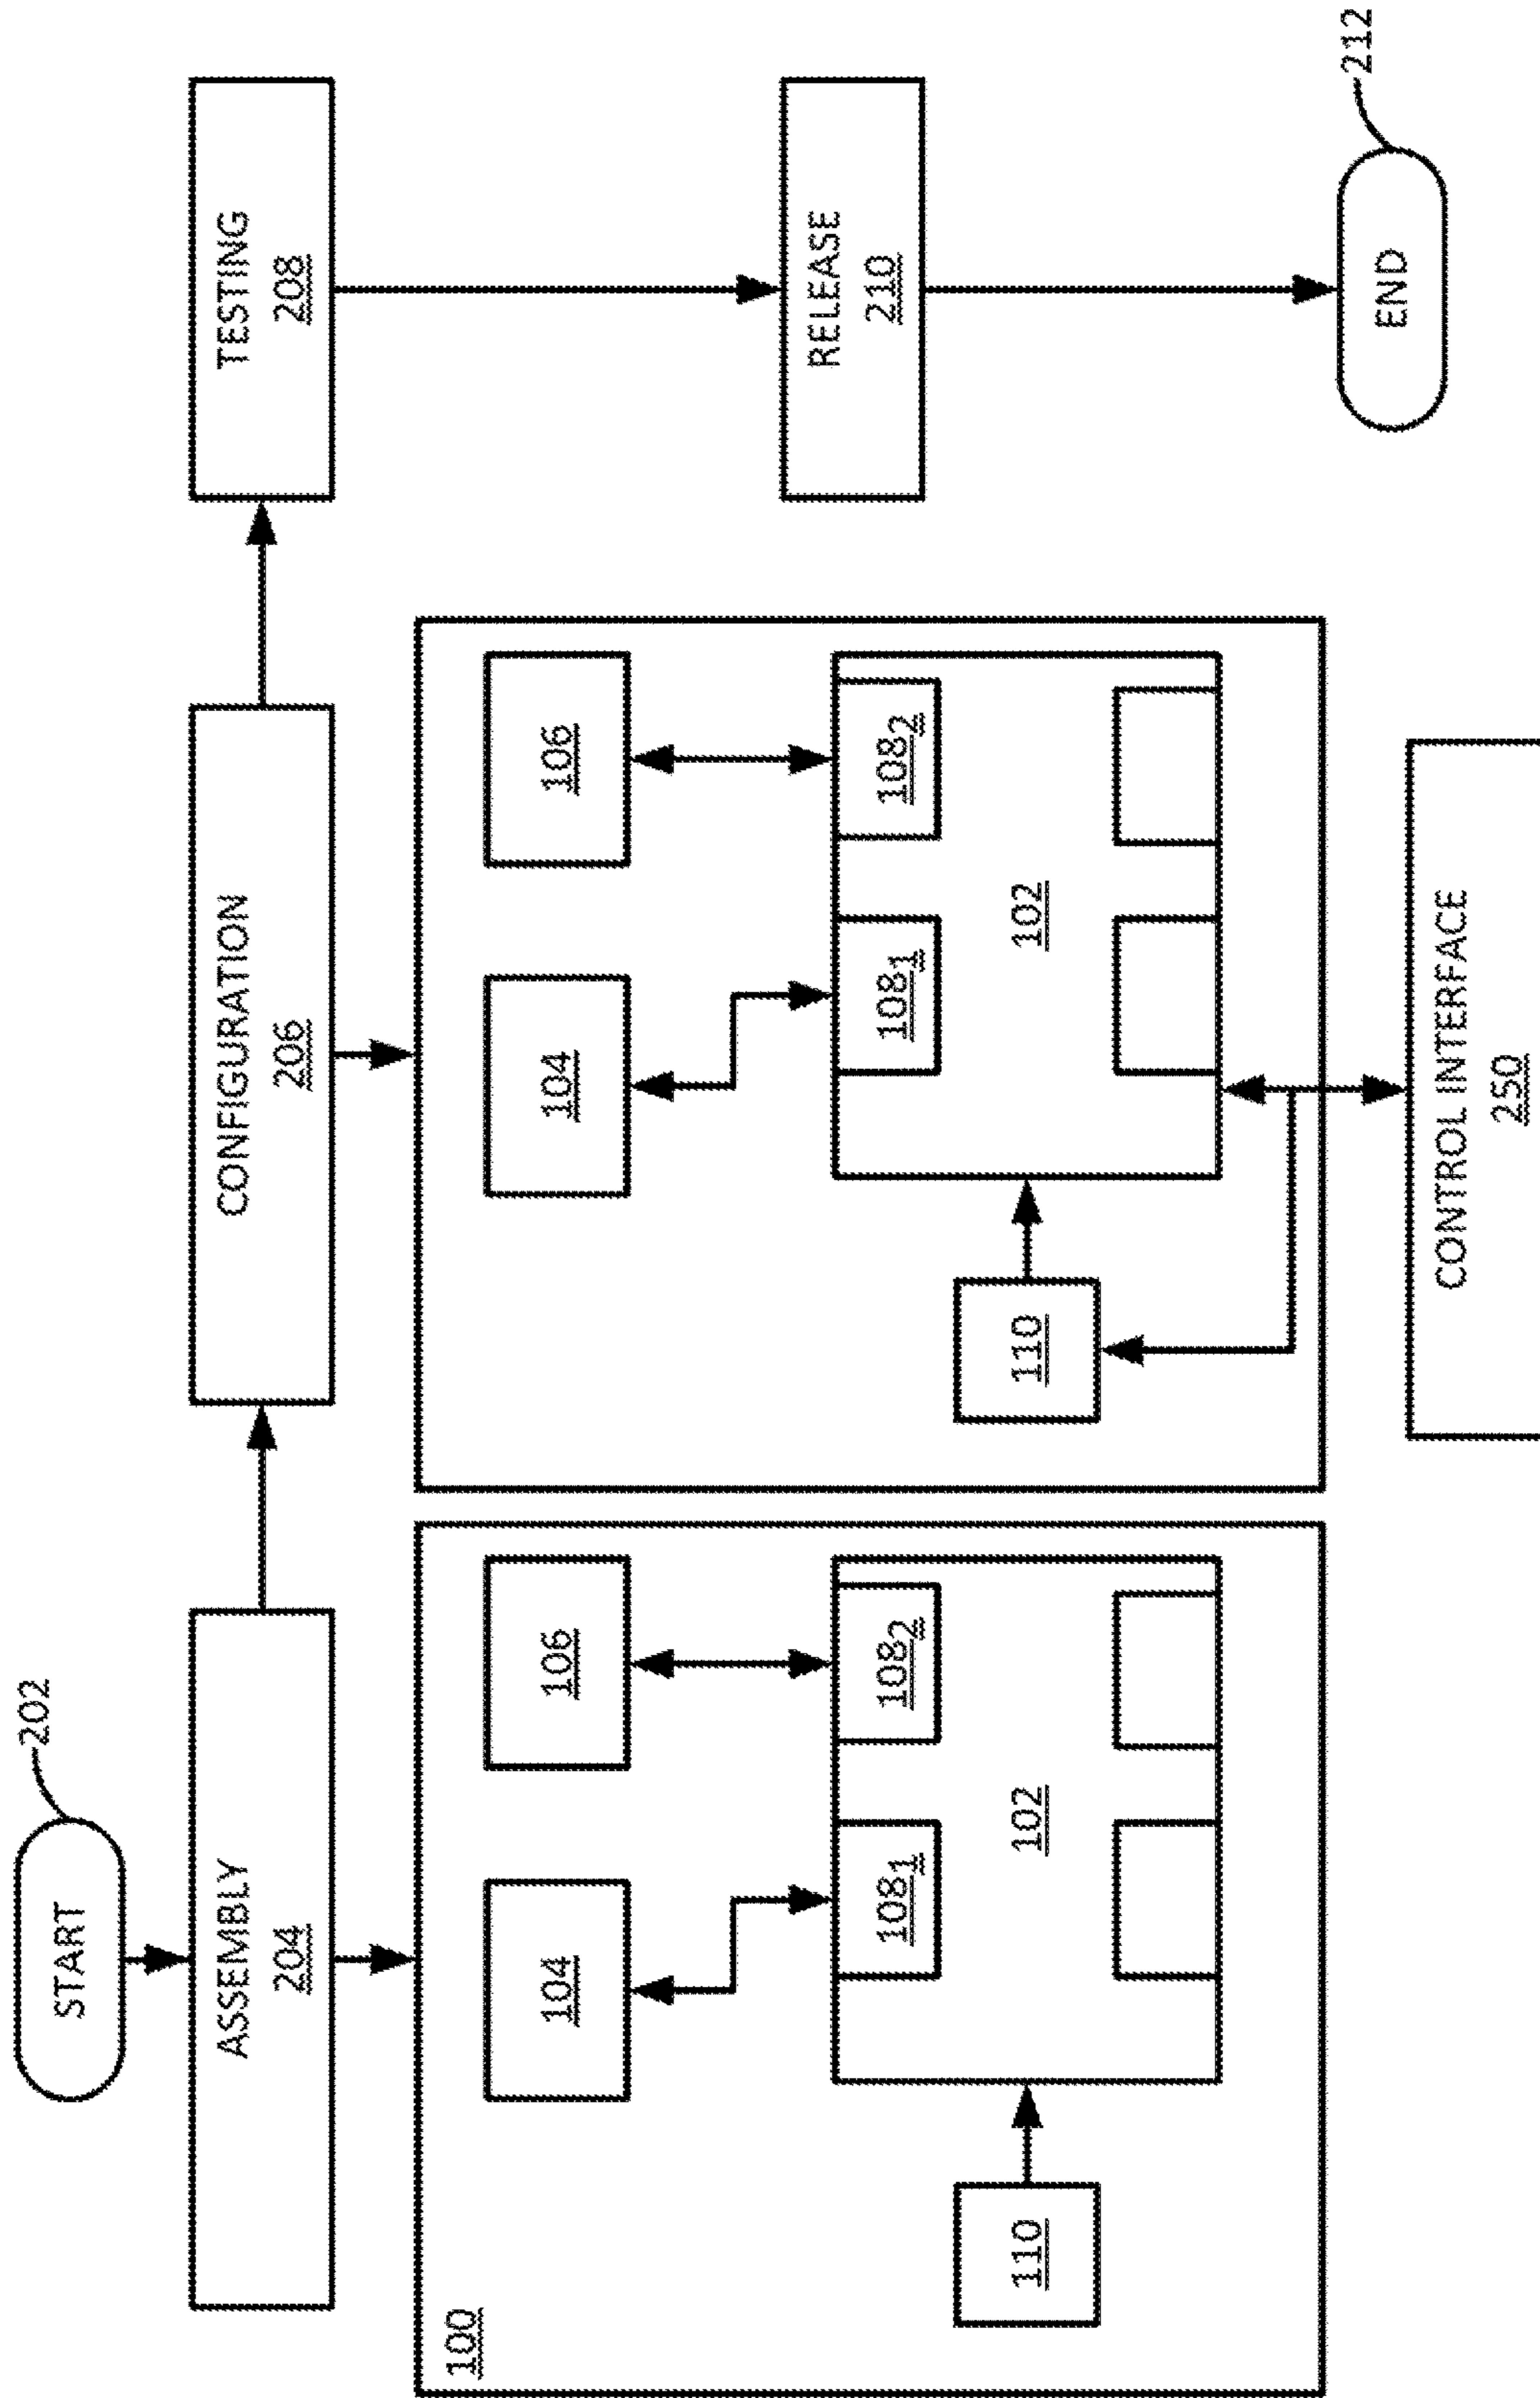 START
202
ASSEMBLY
204
CONFIGURATION
206
TESTING
208
100
104
106
108₁
108₂
102
110
104
106
108₁
108₂
102
110
RELEASE
210
CONTROL INTERFACE
250
END
212